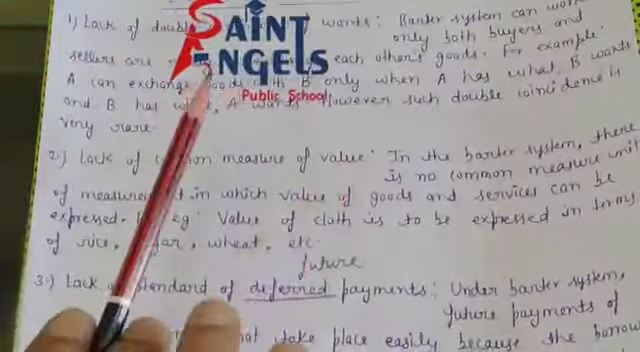 1) Lack of double wants: Barter system can work
only both buyers and
sellers are each other's goods. For example.
A can exchange goods with B only when A has what B wants
and B has what A wants. However such double coincidence is
very rare.
2.) Lack of common measure of value: In the barter system, there
is no common measure unit
of measurement in which value of goods and services can be
expressed. For eg: Value of cloth is to be expressed in terms
of rice, wheat, etc.
future
3.) Lack of standard of deferred payments: Under barter system,
future payments of
not take place easily because the borrow
SAINT
ANGELS
Public School